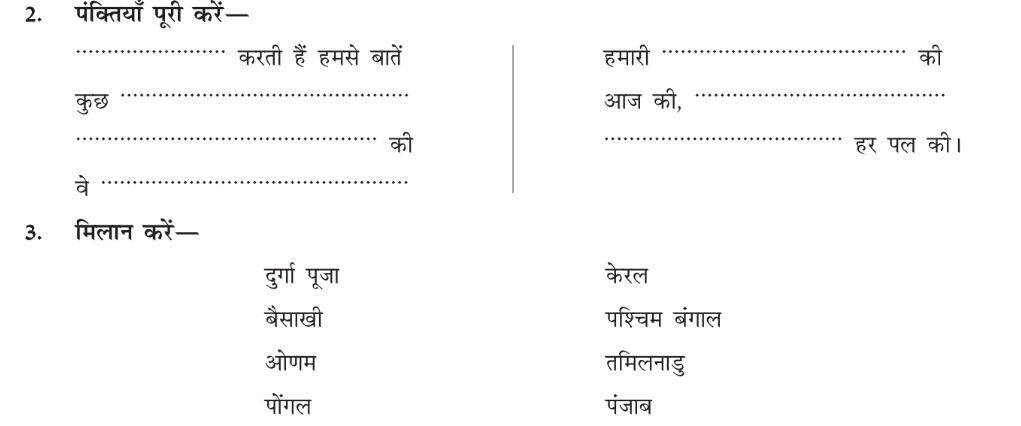 2. पंक्तियाँ पूरी करें—
........................ करती हैं हमसे बातें
कुछ ..............................................
................................................ की
वे .................................................
हमारी ....................................... की
आज की, ........................................
...................................... हर पल की।
3. मिलान करें—
दुर्गा पूजा केरल
बैसाखी पश्चिम बंगाल
ओणम तमिलनाडु
पोंगल पंजाब